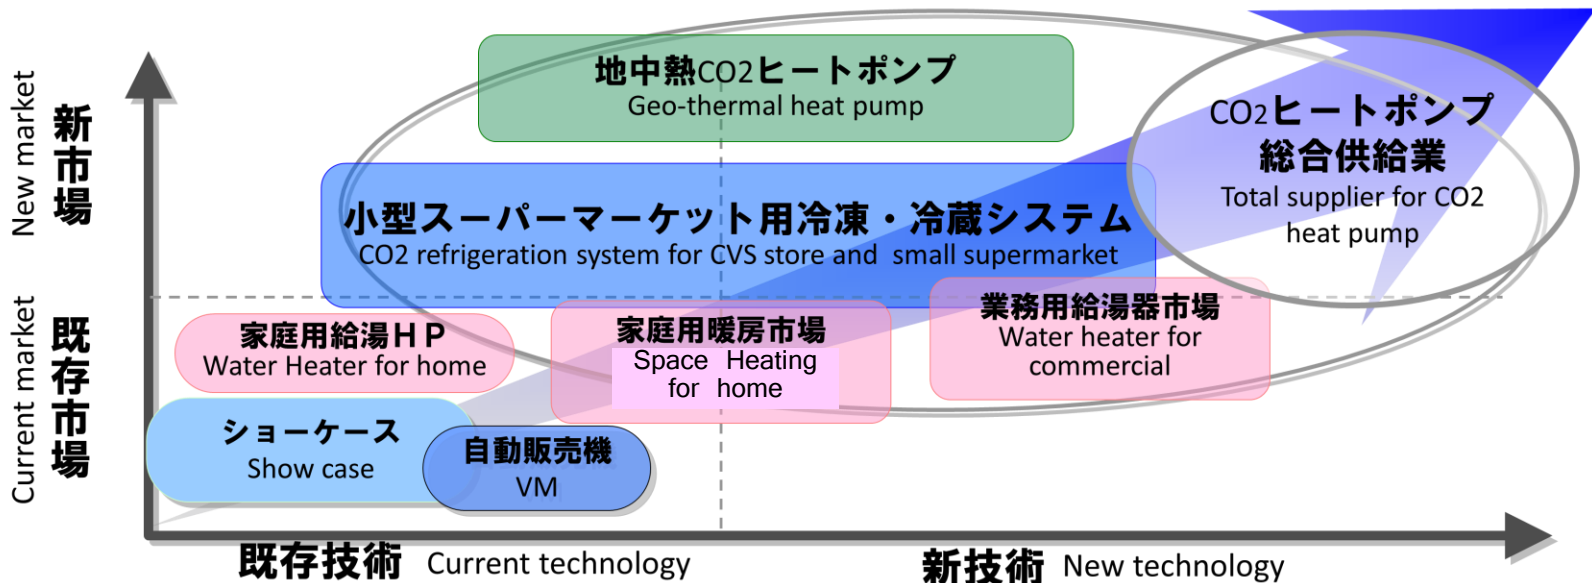 地中熱CO2ヒートポンプ
Geo-thermal heat pump
CO2ヒートポンプ
総合供給業
Total supplier for CO2
heat pump
新市場
New market
小型スーパーマーケット用冷凍・冷蔵システム
CO2 refrigeration system for CVS store and small supermarket
既存市場
Current market
家庭用給湯HP
Water Heater for home
家庭用暖房市場
Space Heating
for home
業務用給湯器市場
Water heater for
commercial
ショーケース
Show case
自動販売機
VM
既存技術 Current technology
新技術 New technology